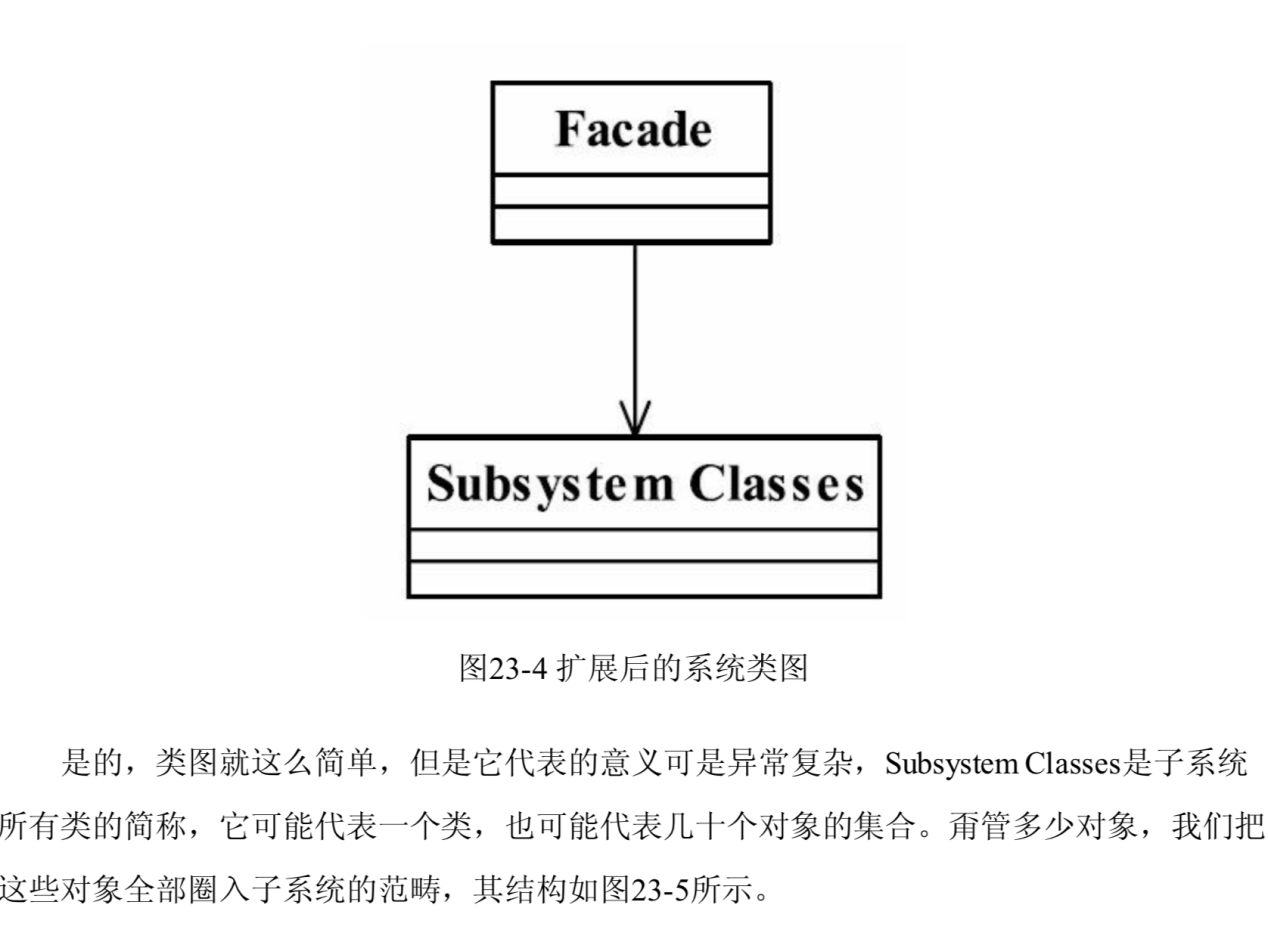 Facade
Subsystem Classes
图23-4 扩展后的系统类图
是的，类图就这么简单，但是它代表的意义可是异常复杂，Subsystem Classes是子系统
所有类的简称，它可能代表一个类，也可能代表几十个对象的集合。甭管多少对象，我们把
这些对象全部圈入子系统的范畴，其结构如图23-5所示。